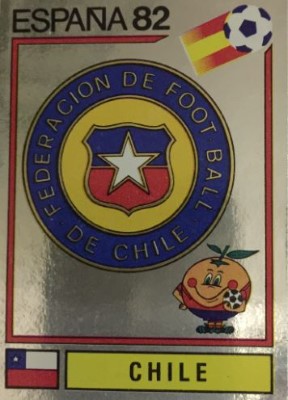 ESPAÑA 82
FEDERACION DE FOOT BALL
DE CHILE
CHILE